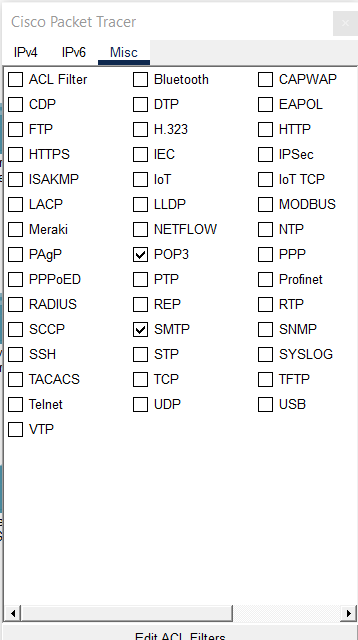 Cisco Packet Tracer
IPv4 IPv6 Misc
ACL Filter Bluetooth CAPWAP
CDP DTP EAPOL
FTP H.323 HTTP
HTTPS IEC IPSec
ISAKMP IoT IoT TCP
LACP LLDP MODBUS
Meraki NETFLOW NTP
PAgP POP3 PPP
PPPoED PTP Profinet
RADIUS REP RTP
SCCP SMTP SNMP
SSH STP SYSLOG
TACACS TCP TFTP
Telnet UDP USB
VTP
Edit ACL Filters